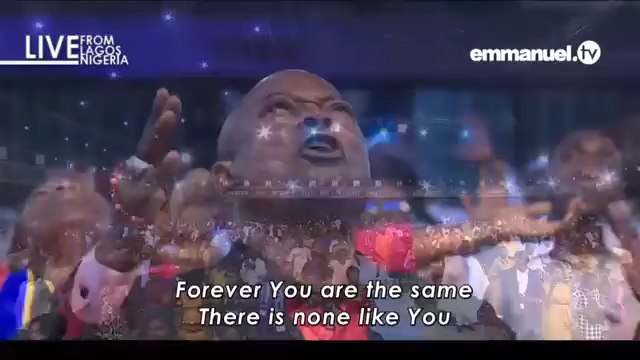 LIVE FROM LAGOS NIGERIA
emmanuel.tv
Forever You are the same
There is none like You